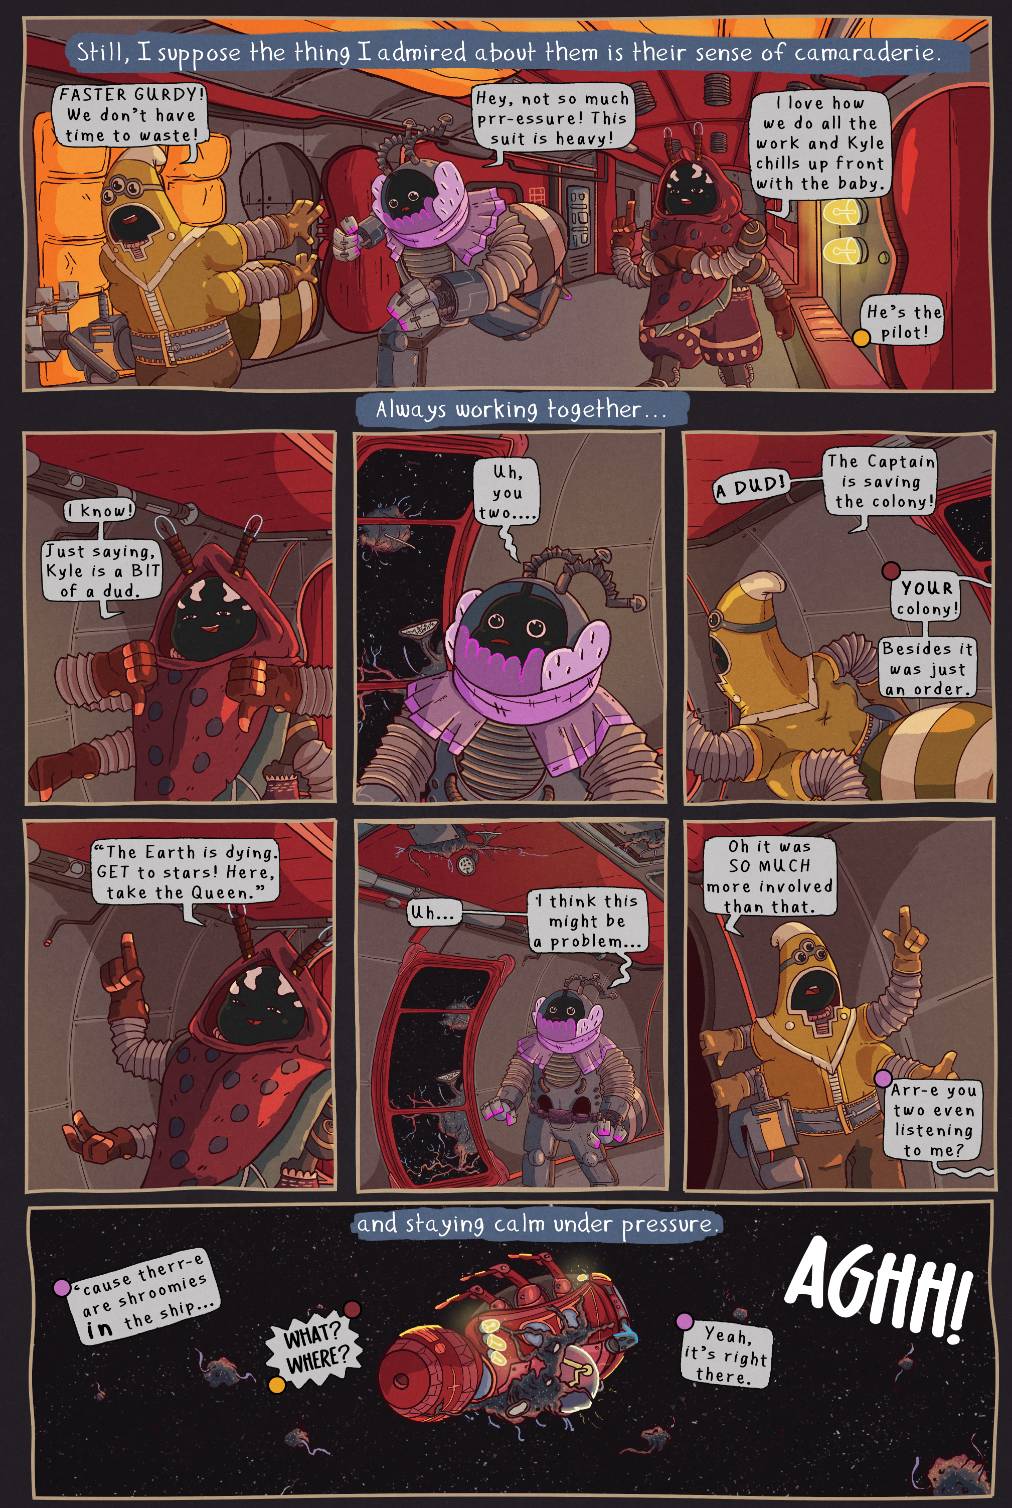 Still, I suppose the thing I admired about them is their sense of camaraderie.
FASTER GURDY!
We don't have
time to waste!
Hey, not so much
prr-essure! This
suit is heavy!
I love how
we do all the
work and Kyle
chills up front
with the baby.
He's the
pilot!
Always working together...
I know!
Just saying,
Kyle is a BIT
of a dud.
Uh,
you
two....
A DUD!
The Captain
is saving
the colony!
YOUR
colony!
Besides it
was just
an order.
"The Earth is dying.
GET to stars! Here,
take the Queen."
Uh...
'I think this
might be
a problem...
Oh it was
SO MUCH
more involved
than that.
Arr-e you
two even
listening
to me?
and staying calm under pressure.
'cause therr-e
are shroomies
in the ship...
WHAT?
WHERE?
Yeah,
it's right
there.
AGHH!